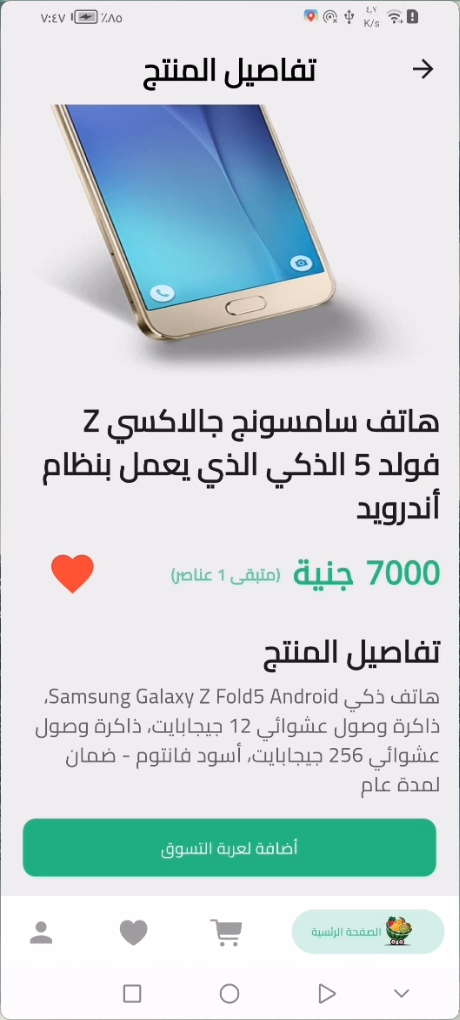 ٧:٤٧ ٪٨٥ ٤,٧
K/s
تفاصيل المنتج
هاتف سامسونج جالاكسي Z
فولد 5 الذكي الذي يعمل بنظام
أندرويد
7000 جنية (متبقى 1 عناصر)
تفاصيل المنتج
هاتف ذكي Samsung Galaxy Z Fold5 Android،
ذاكرة وصول عشوائي 12 جيجابايت، ذاكرة وصول
عشوائي 256 جيجابايت، أسود فانتوم - ضمان
لمدة عام
أضافة لعربة التسوق
الصفحة الرئسية